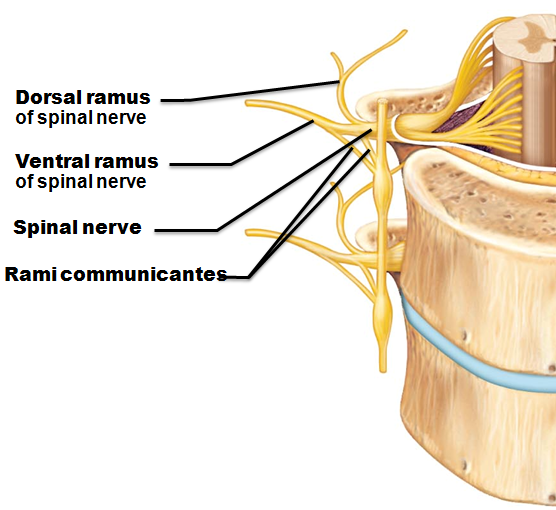 Dorsal ramus
of spinal nerve
Ventral ramus
of spinal nerve
Spinal nerve
Rami communicantes